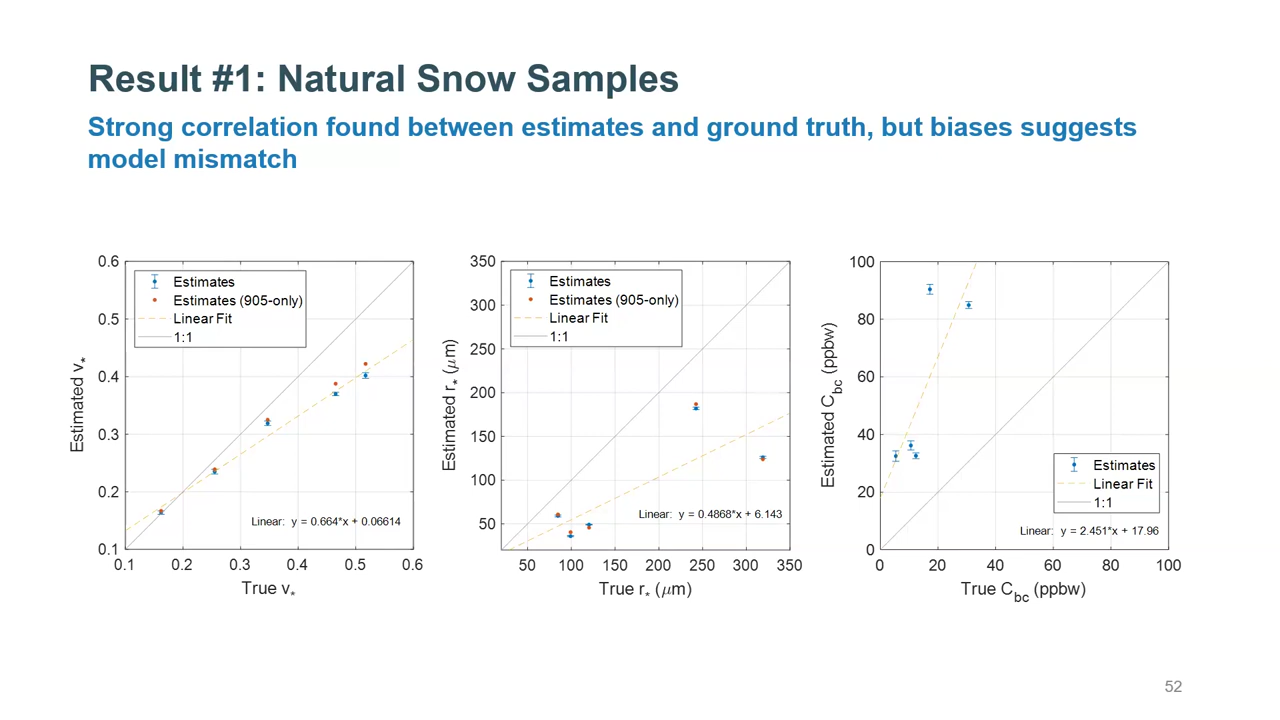 Result #1: Natural Snow Samples
Strong correlation found between estimates and ground truth, but biases suggests
model mismatch
0.6
0.5
0.4
0.3
0.2
0.1
Estimated v*
Estimates
Estimates (905-only)
Linear Fit
1:1
Linear: y = 0.664*x + 0.06614
0.1 0.2 0.3 0.4 0.5 0.6
True v*
350
300
250
200
150
100
50
Estimated r* (μm)
Estimates
Estimates (905-only)
Linear Fit
1:1
Linear: y = 0.4868*x + 6.143
50 100 150 200 250 300 350
True r* (μm)
100
80
60
40
20
0
Estimated Cbc (ppbw)
Estimates
Linear Fit
1:1
Linear: y = 2.451*x + 17.96
0 20 40 60 80 100
True Cbc (ppbw)
52